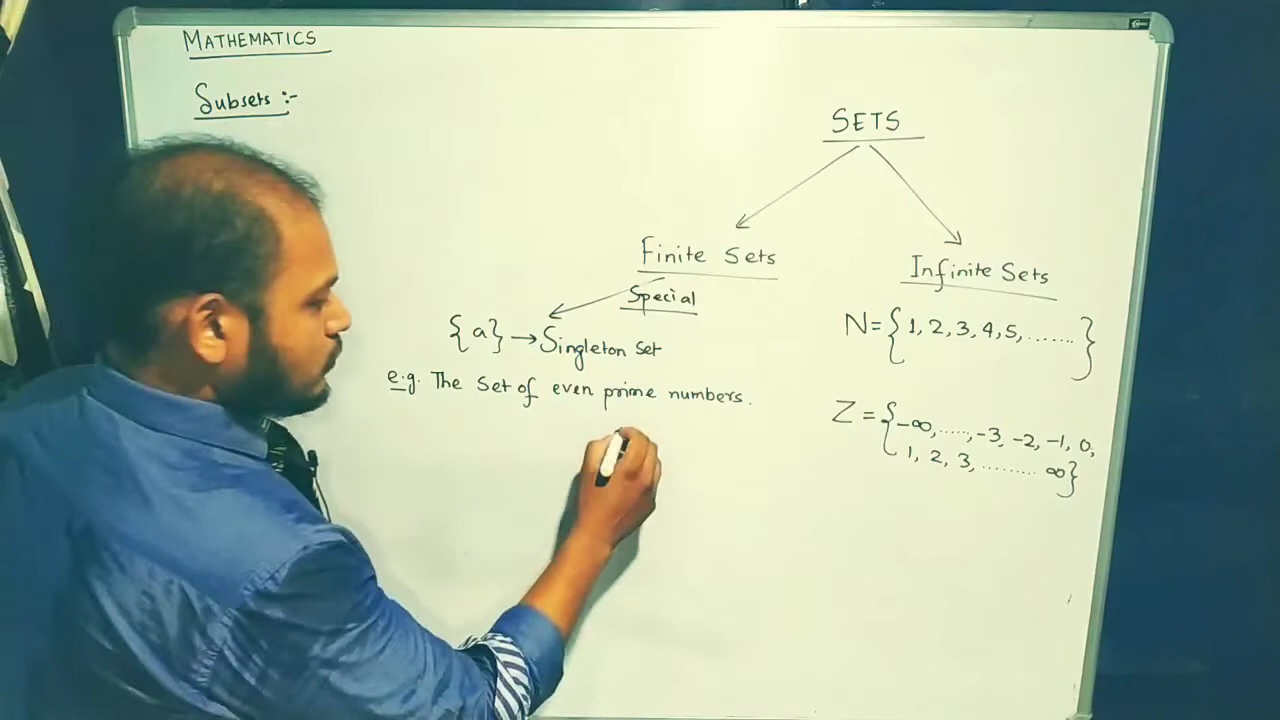 MATHEMATICS
Subsets :-
SETS
Finite Sets
Special
{a} → Singleton Set
e.g. The Set of even prime numbers.
Infinite Sets
N = {1, 2, 3, 4, 5, ....... }
Z = {-∞, ......, -3, -2, -1, 0,
1, 2, 3, ......... ∞}